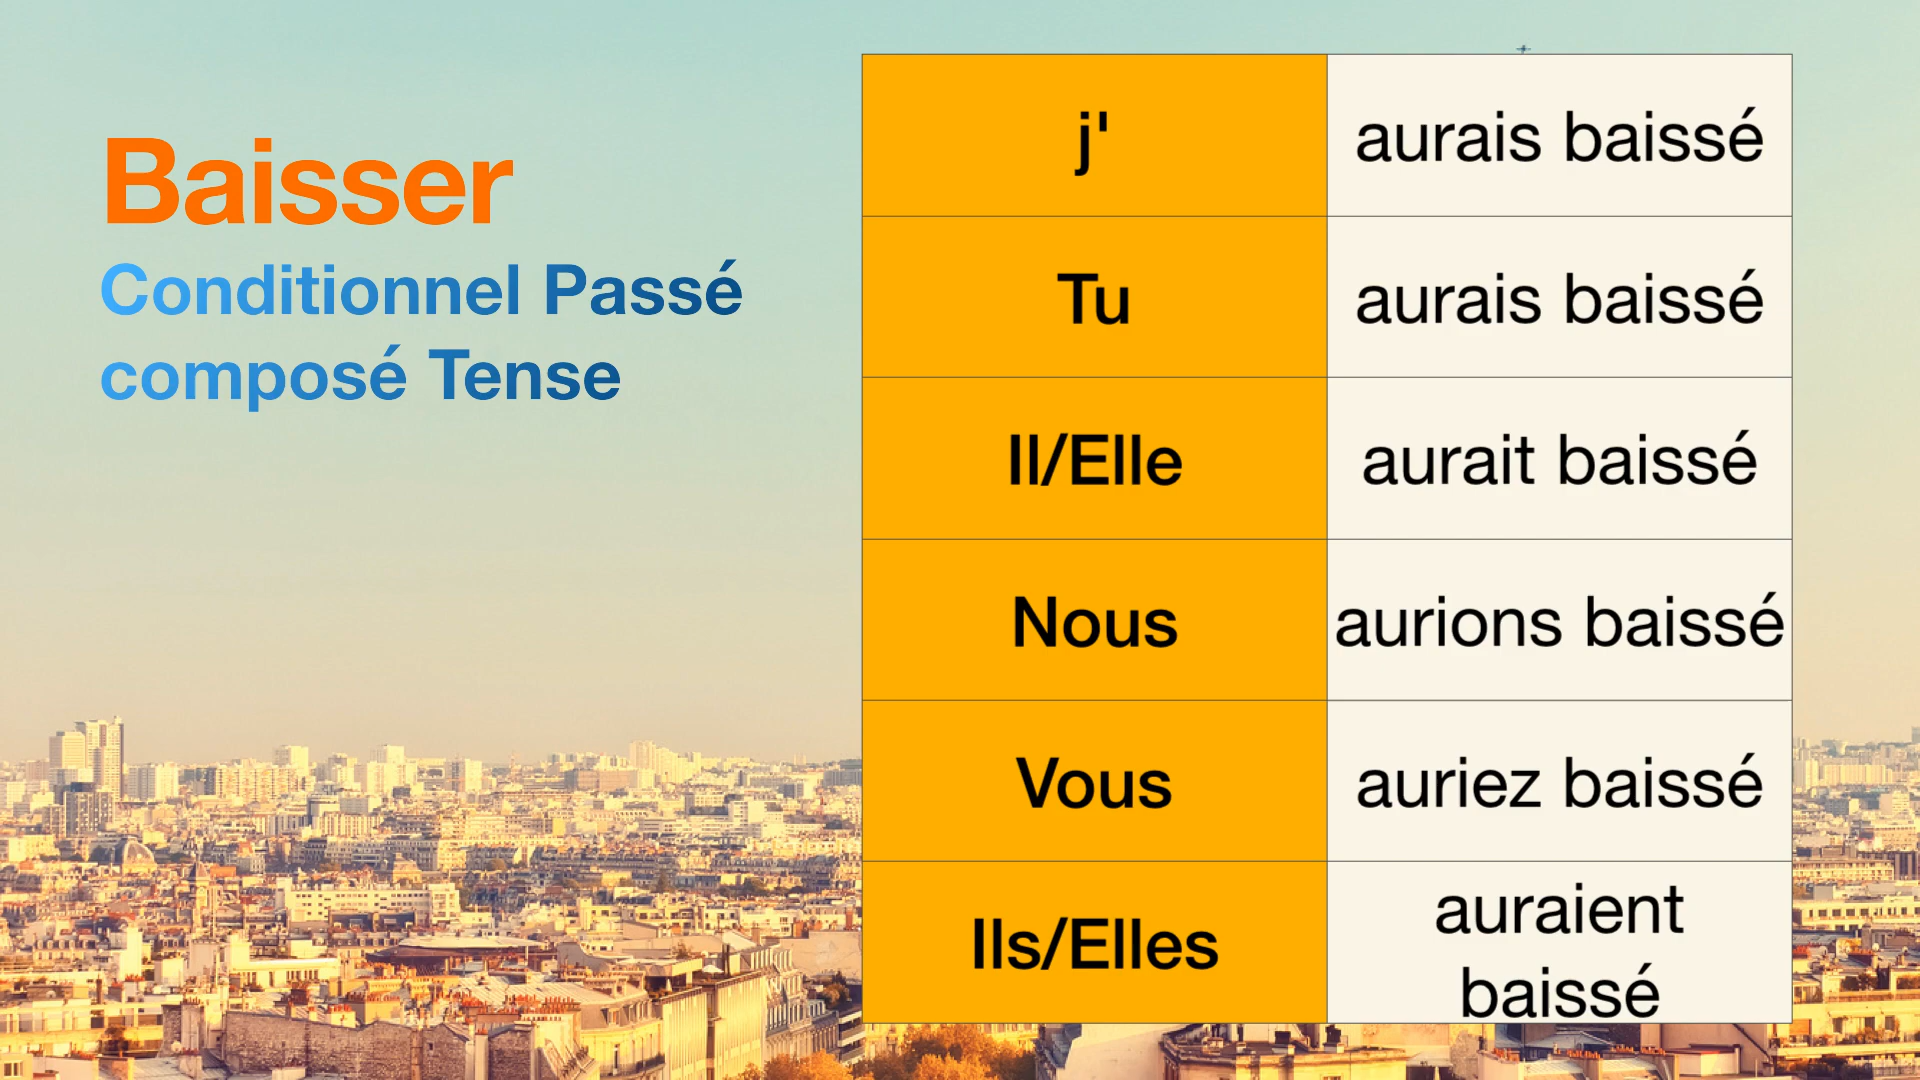 Baisser
Conditionnel Passé
composé Tense
j' aurais baissé
Tu aurais baissé
Il/Elle aurait baissé
Nous aurions baissé
Vous auriez baissé
Ils/Elles auraient
baissé